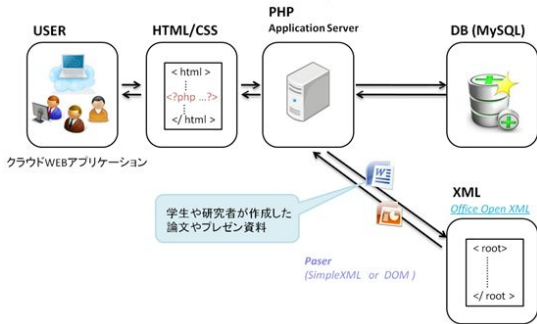 USER
HTML/CSS
PHP
Application Server
DB (MySQL)
< html >
<?php ...?>
</ html >
クラウドWEBアプリケーション
学生や研究者が作成した
論文やプレゼン資料
XML
Office Open XML
Paser
(SimpleXML or DOM )
< root>
</ root >